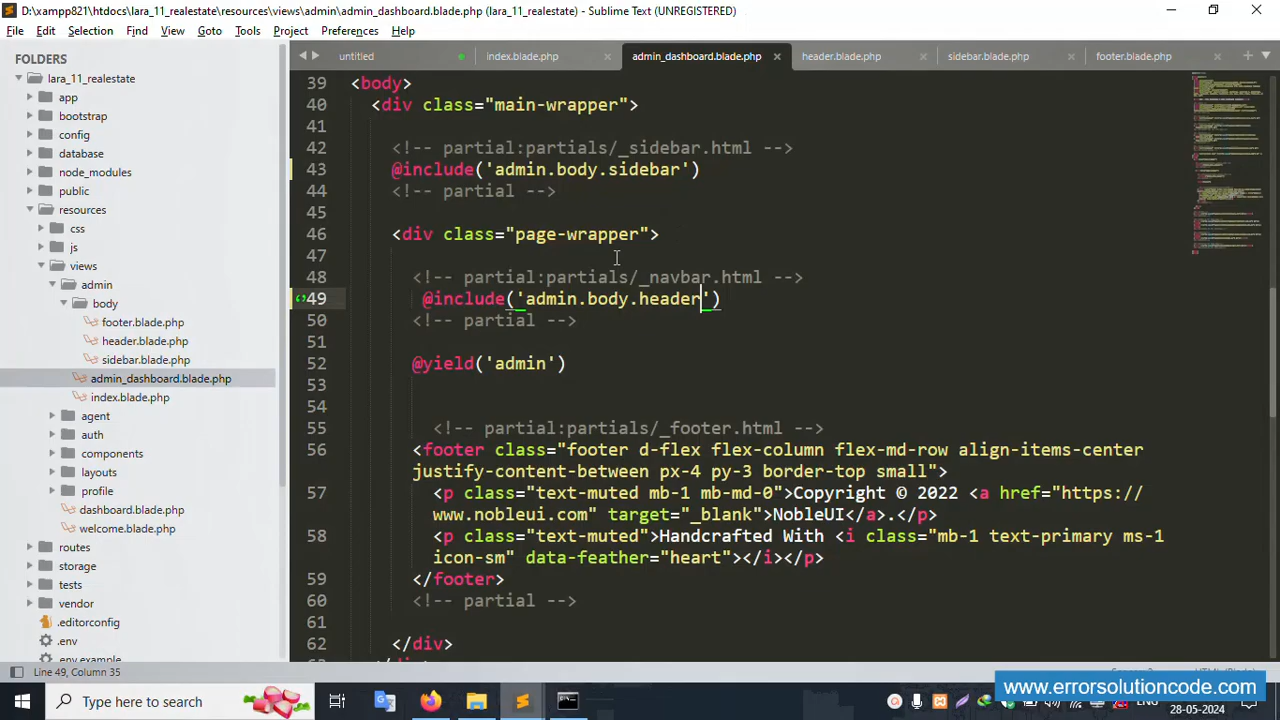 D:\xampp821\htdocs\lara_11_realestate\resources\views\admin\admin_dashboard.blade.php (lara_11_realestate) - Sublime Text (UNREGISTERED)
File Edit Selection Find View Goto Tools Project Preferences Help
FOLDERS
lara_11_realestate
app
bootstrap
config
database
node_modules
public
resources
css
js
views
admin
body
footer.blade.php
header.blade.php
sidebar.blade.php
admin_dashboard.blade.php
index.blade.php
agent
auth
components
layouts
profile
dashboard.blade.php
welcome.blade.php
routes
storage
tests
vendor
.editorconfig
.env
.env.example
untitled index.blade.php admin_dashboard.blade.php header.blade.php sidebar.blade.php footer.blade.php
39 <body>
40 <div class="main-wrapper">
41
42 <!-- partial:partials/_sidebar.html -->
43 @include('admin.body.sidebar')
44 <!-- partial -->
45
46 <div class="page-wrapper">
47
48 <!-- partial:partials/_navbar.html -->
49 @include('admin.body.header')
50 <!-- partial -->
51
52 @yield('admin')
53
54
55 <!-- partial:partials/_footer.html -->
56 <footer class="footer d-flex flex-column flex-md-row align-items-center
justify-content-between px-4 py-3 border-top small">
57 <p class="text-muted mb-1 mb-md-0">Copyright © 2022 <a href="https://
www.nobleui.com" target="_blank">NobleUI</a>.</p>
58 <p class="text-muted">Handcrafted With <i class="mb-1 text-primary ms-1
icon-sm" data-feather="heart"></i></p>
59 </footer>
60 <!-- partial -->
61
62 </div>
Line 49, Column 35
www.errorsolutioncode.com
Type here to search
28-05-2024